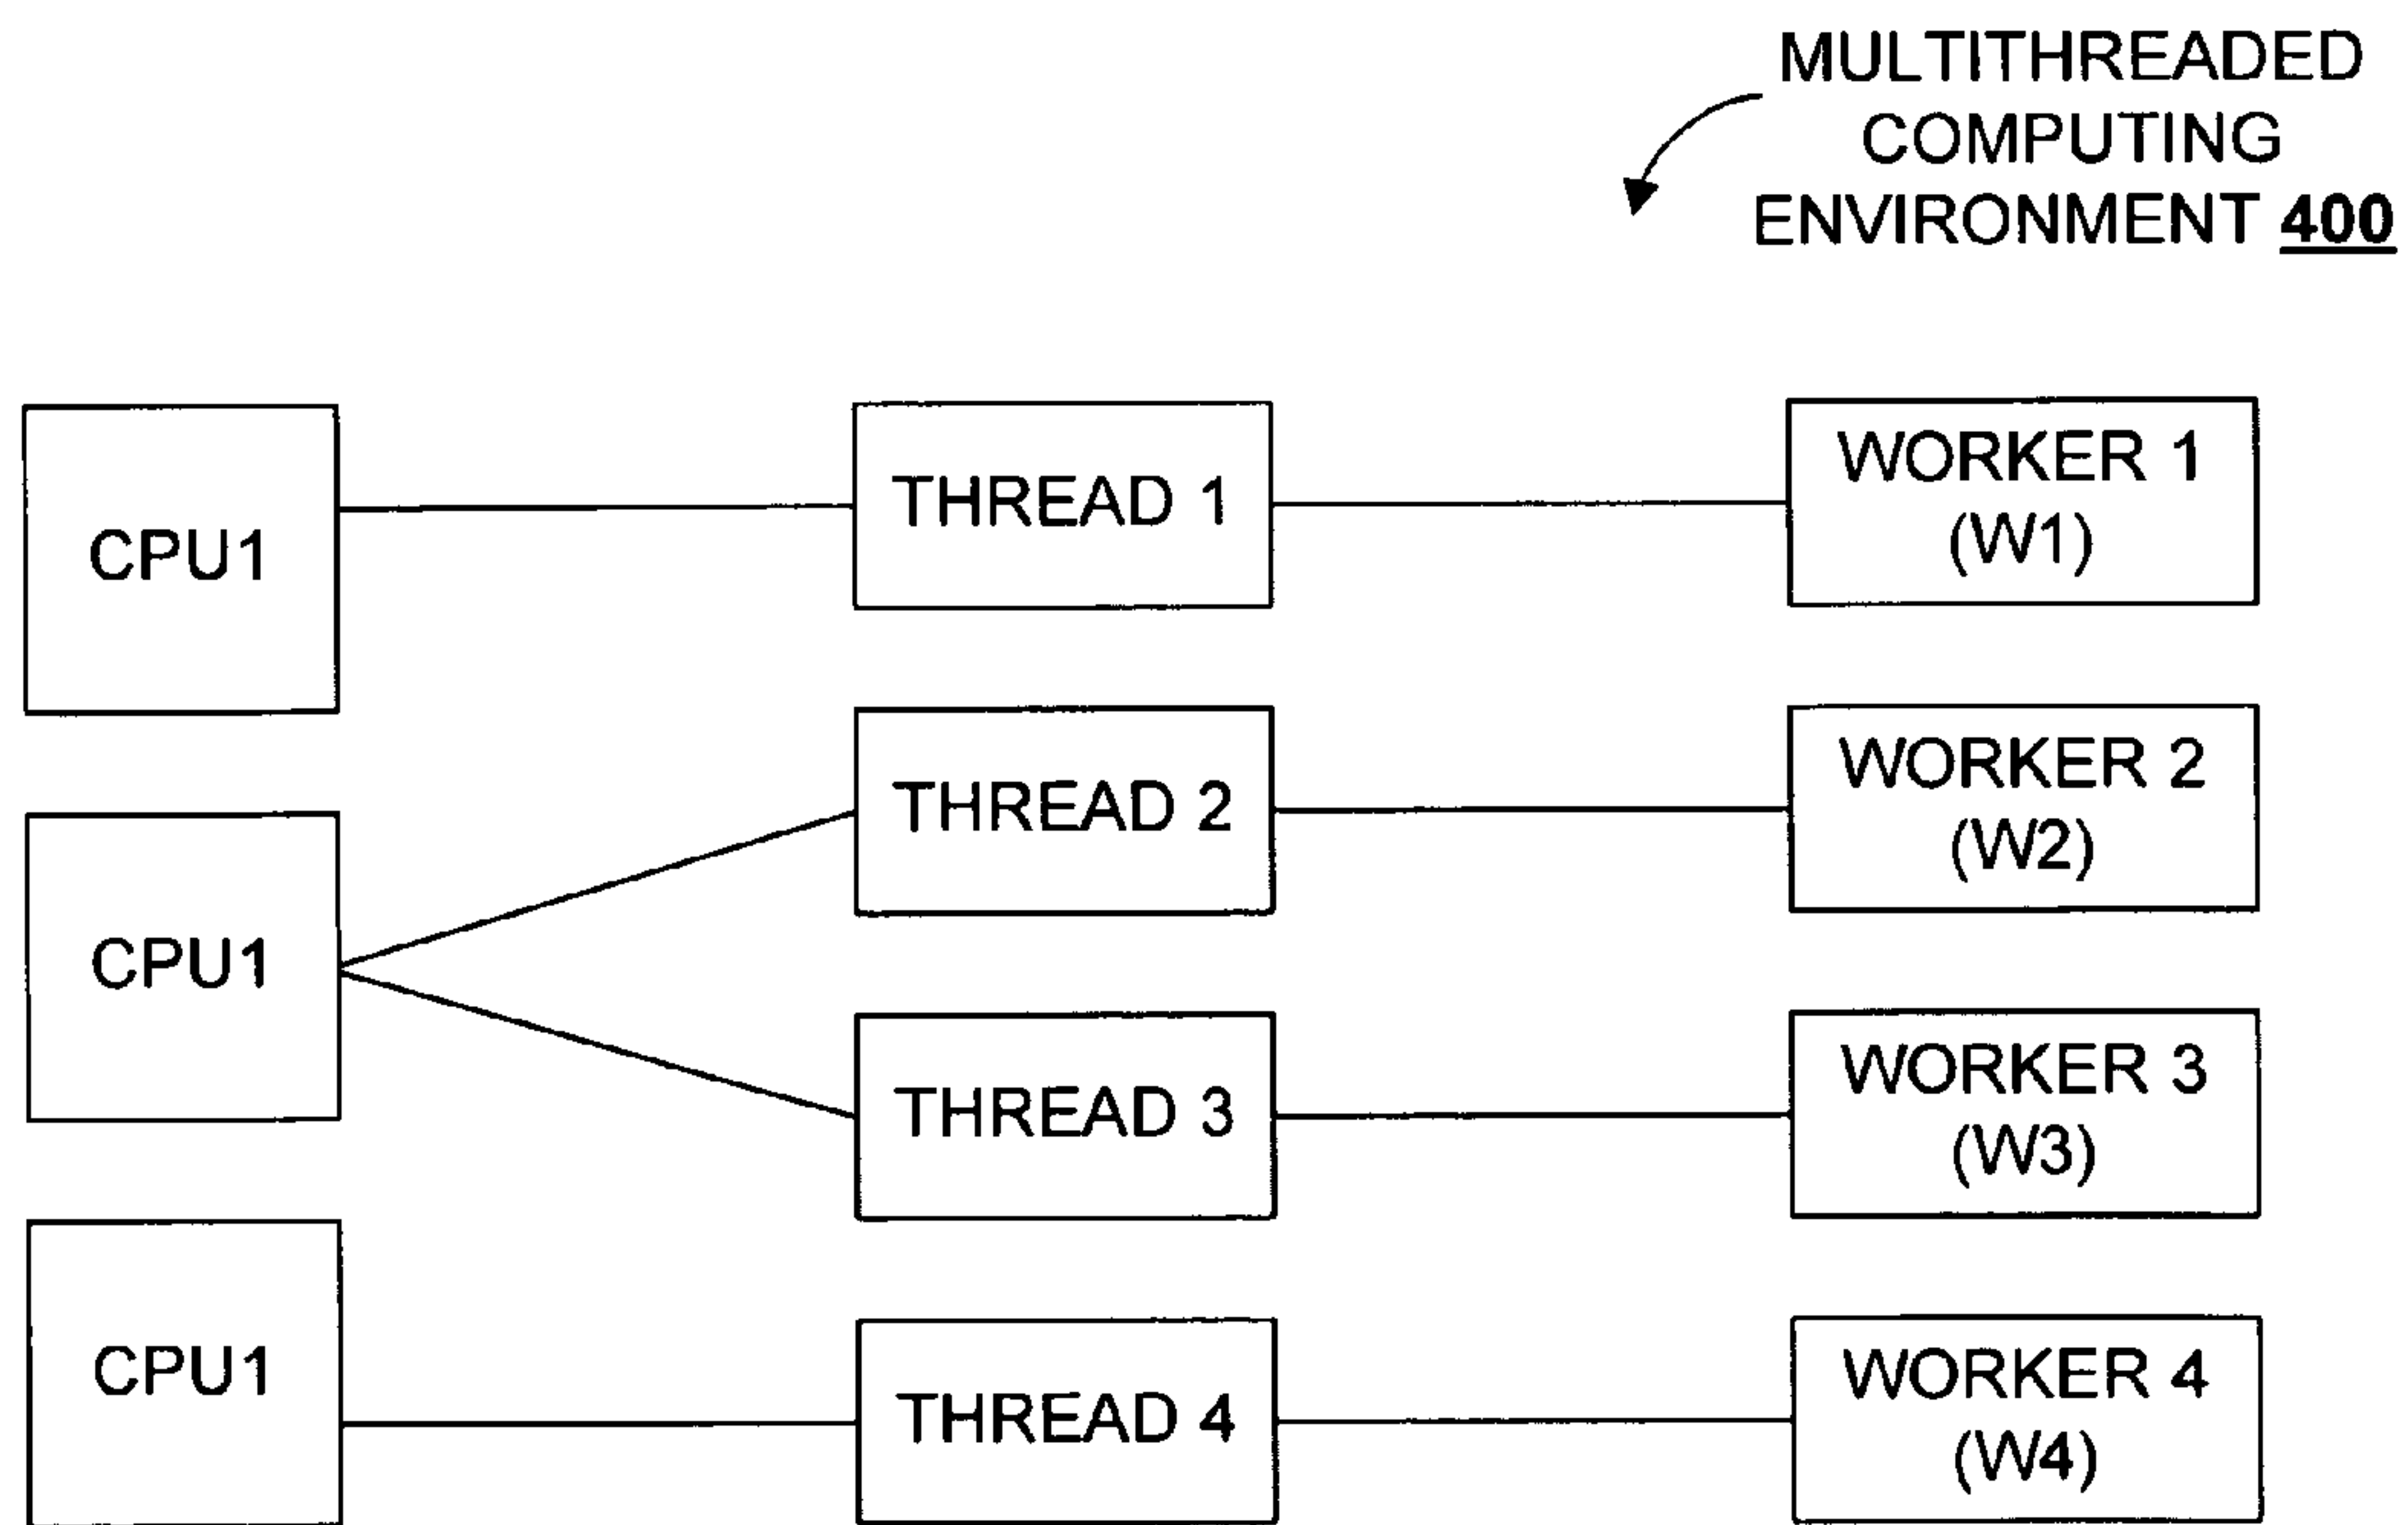 MULTITHREADED
COMPUTING
ENVIRONMENT 400
CPU1
THREAD 1
WORKER 1
(W1)
CPU1
THREAD 2
WORKER 2
(W2)
THREAD 3
WORKER 3
(W3)
CPU1
THREAD 4
WORKER 4
(W4)